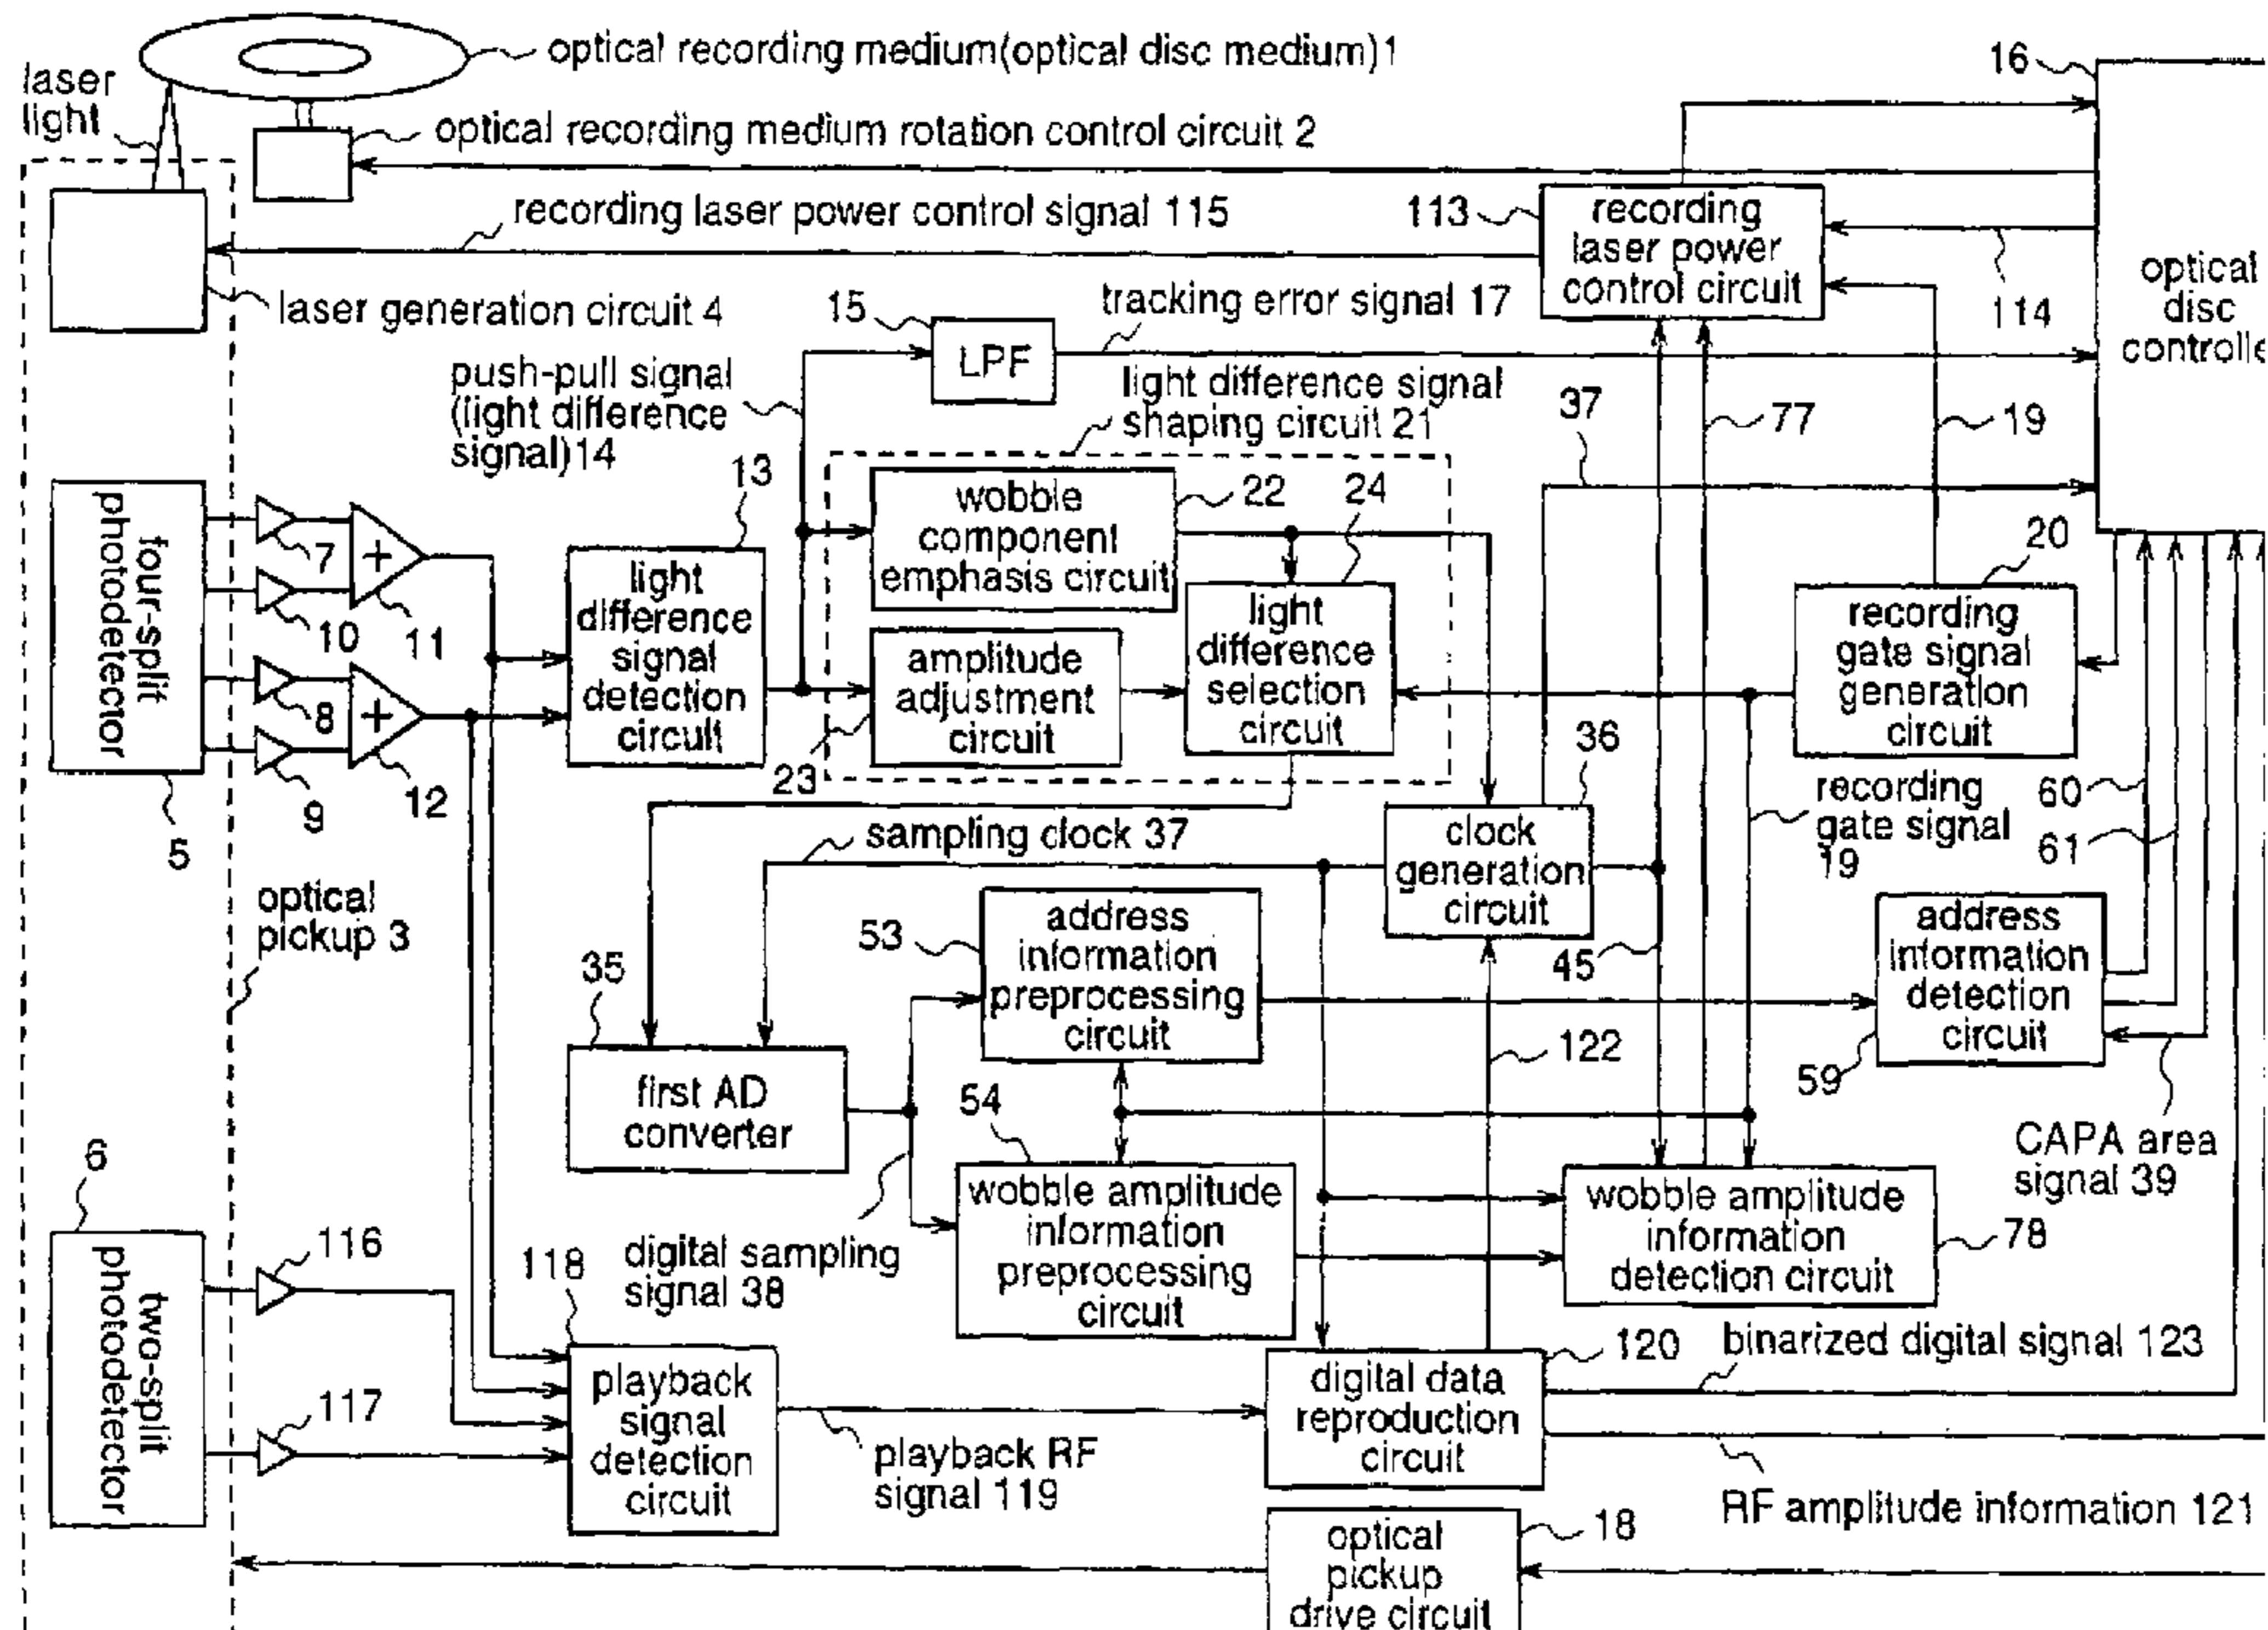 optical recording medium(optical disc medium)1
laser
light
16
optical recording medium rotation control circuit 2
recording laser power control signal 115
113
recording
laser power
control circuit
114
optical
disc
laser generation circuit 4
15
LPF
tracking error signal 17
push-pull signal
(light difference
signal)14
light difference signal
shaping circuit 21
37
77
19
four-split
photodetector
5
7
10
8
9
11
12
13
light
difference
signal
detection
circuit
wobble
component
emphasis circuit
22
24
amplitude
adjustment
circuit
23
light
difference
selection
circuit
20
recording
gate signal
generation
circuit
36
recording
gate signal
19
60
61
sampling clock 37
clock
generation
circuit
optical
pickup 3
53
address
information
preprocessing
circuit
45
address
information
detection
circuit
59
35
first AD
converter
122
54
CAPA area
signal 39
6
two-split
photodetector
116
117
digital sampling
signal 38
wobble amplitude
information
preprocessing
circuit
wobble amplitude
information
detection circuit
78
118
playback
signal
detection
circuit
playback RF
signal 119
120
digital data
reproduction
circuit
binarized digital signal 123
RF amplitude information 121
18
optical
pickup
drive circuit